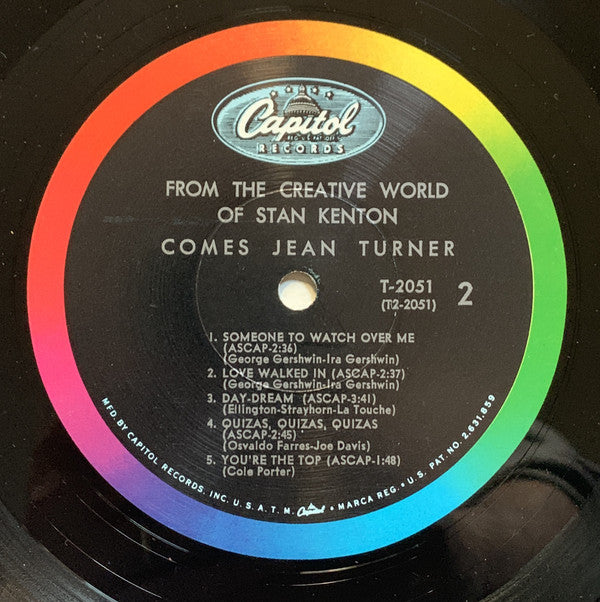 Capitol
REG. U.S. PAT. OFF.
RECORDS
FROM THE CREATIVE WORLD
OF STAN KENTON
COMES JEAN TURNER
T-2051
(T2-2051)
2
1. SOMEONE TO WATCH OVER ME
(ASCAP-2:36)
(George Gershwin-Ira Gershwin)
2. LOVE WALKED IN (ASCAP-2:37)
(George Gershwin-Ira Gershwin)
3. DAY-DREAM (ASCAP-3:41)
(Ellington-Strayhorn-La Touche)
4. QUIZAS, QUIZAS, QUIZAS
(ASCAP-2:45)
(Osvaldo Farres-Joe Davis)
5. YOU'RE THE TOP (ASCAP-1:48)
(Cole Porter)
MFD. BY CAPITOL RECORDS, INC. U.S.A. T.M. Capitol • MARCA REG. • U.S. PAT. NO. 2,631,859